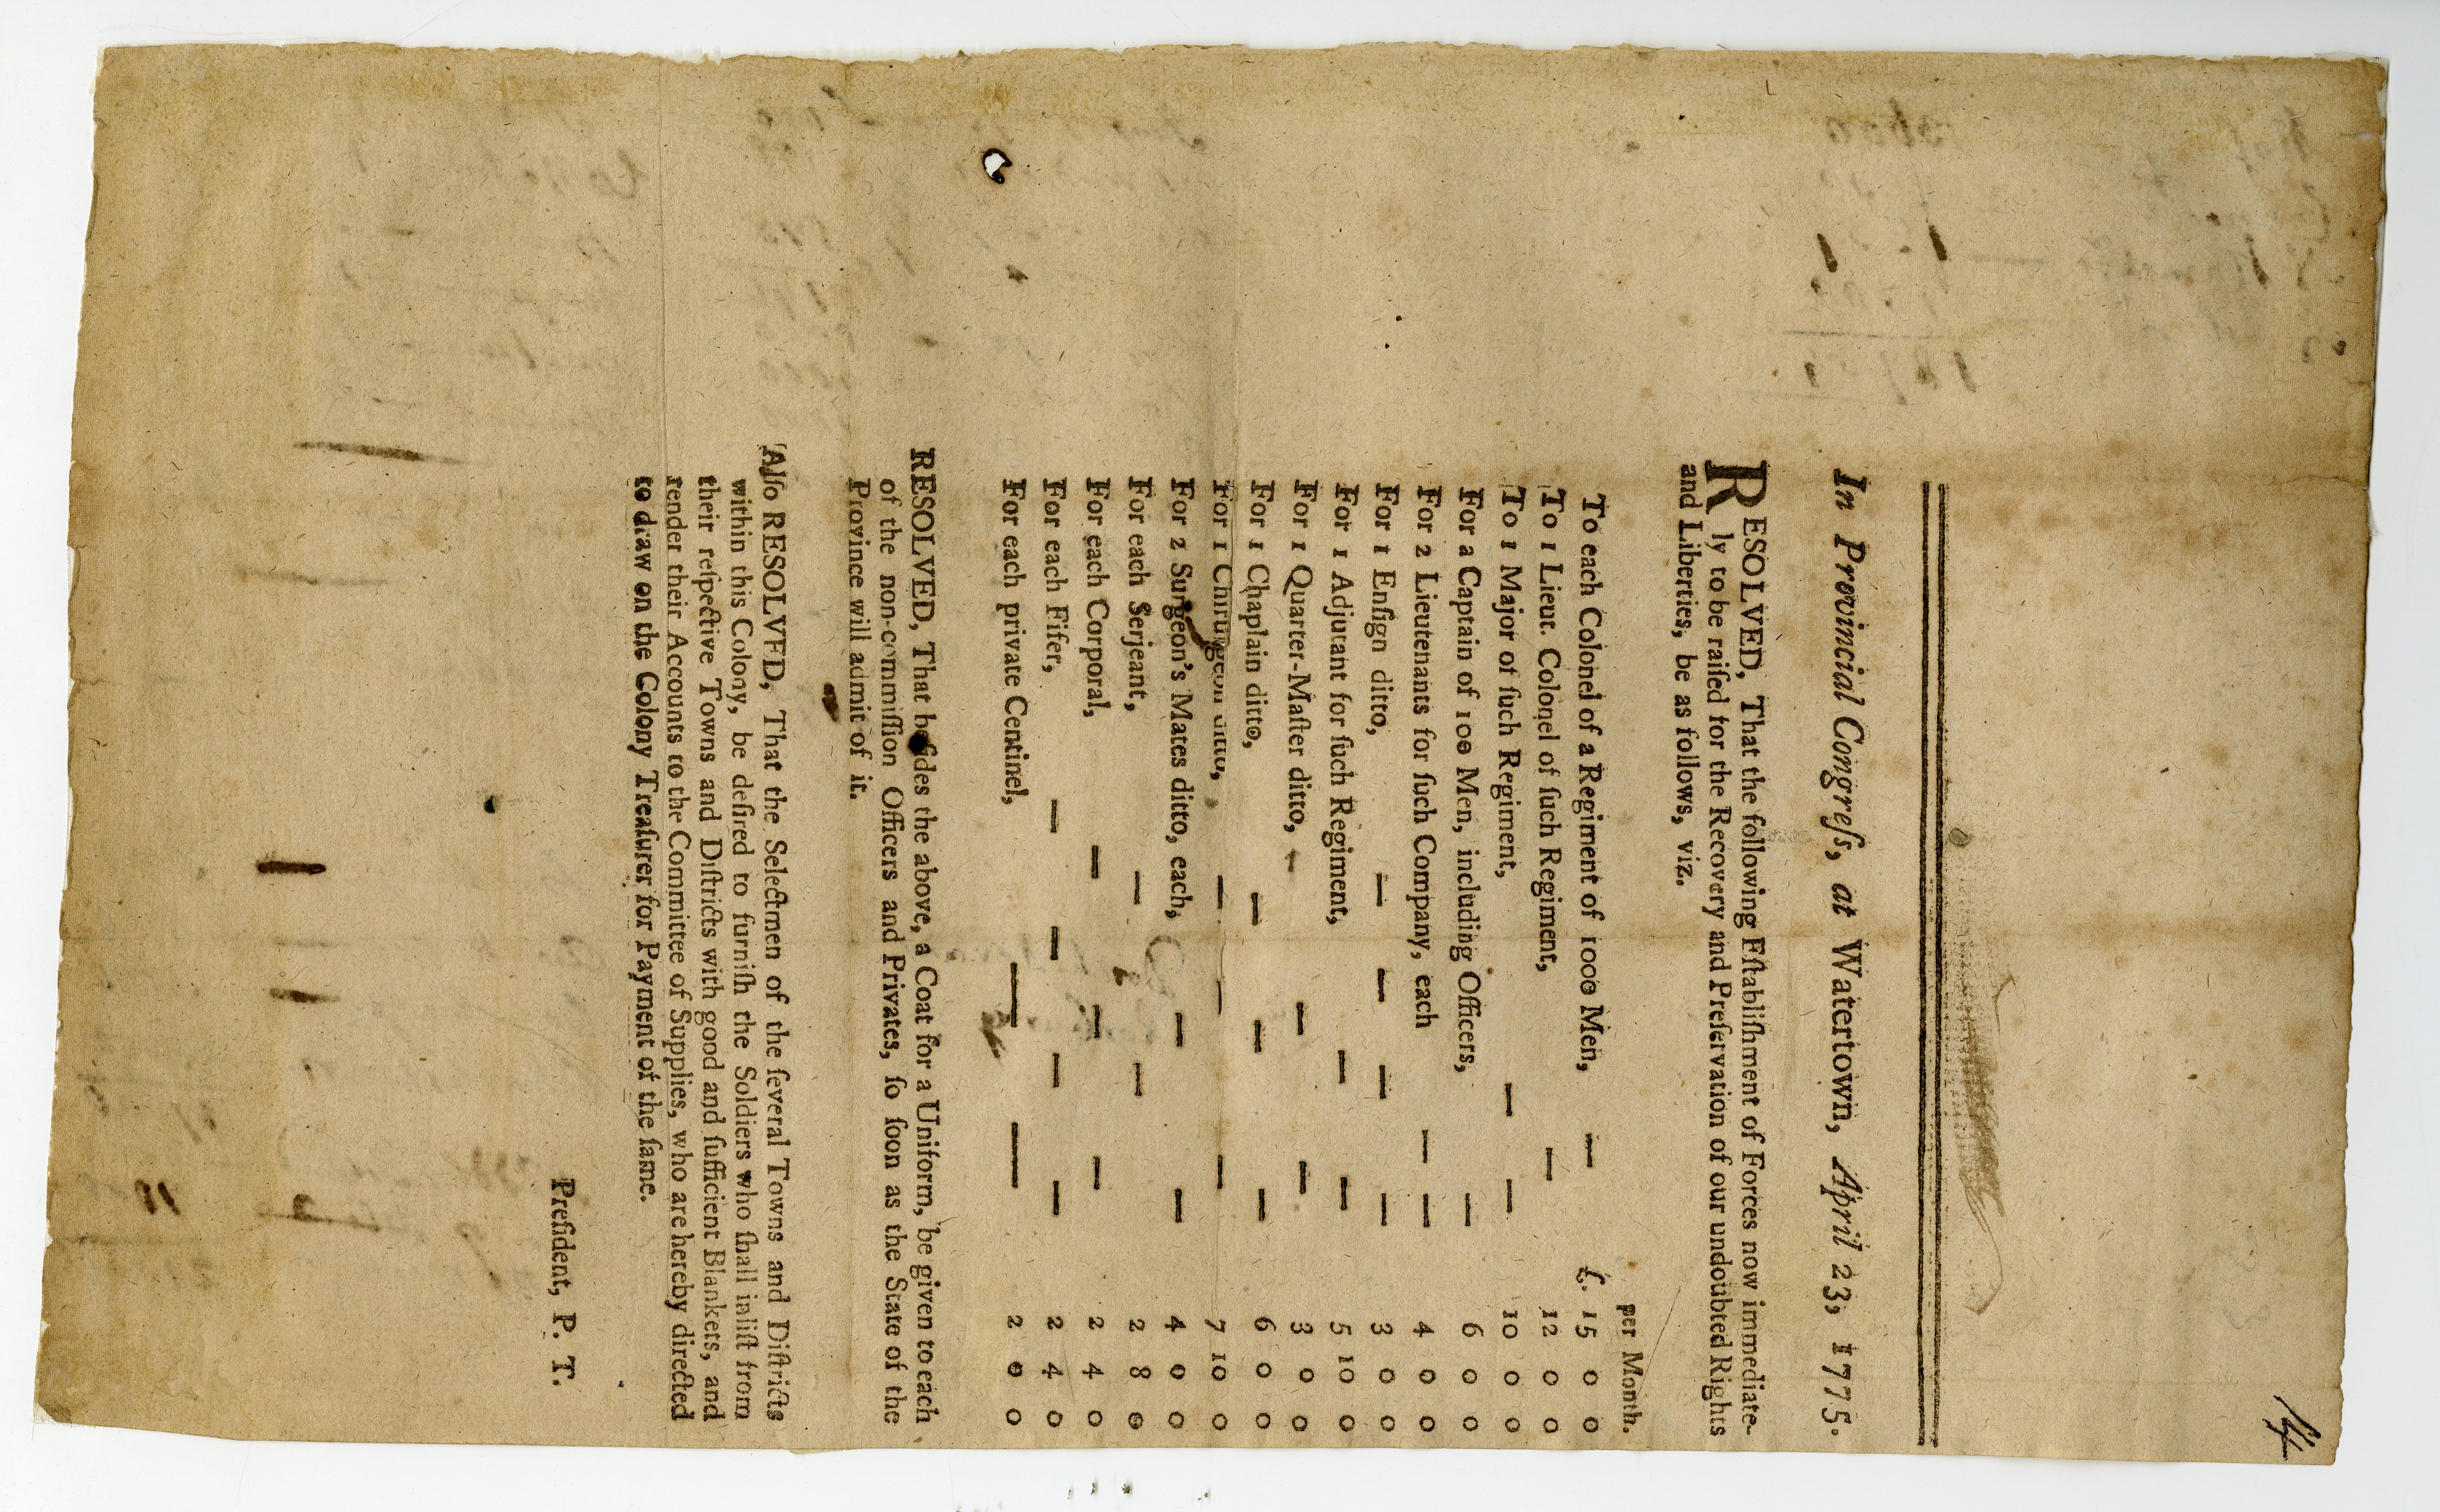 14
In Provincial Congreſs, at Watertown, April 23, 1775.
RESOLVED, That the following Eſtabliſhment of Forces now immediate-
ly to be raiſed for the Recovery and Preſervation of our undoubted Rights
and Liberties, be as follows, viz.
per Month.
To each Colonel of a Regiment of 1000 Men, — £. 15 0 0
To 1 Lieut. Colonel of ſuch Regiment, — 12 0 0
To 1 Major of ſuch Regiment, — — 10 0 0
For a Captain of 100 Men, including Officers, — 6 0 0
For 2 Lieutenants for ſuch Company, each — — 4 0 0
For 1 Enſign ditto, — — — — 3 0 0
For 1 Adjutant for ſuch Regiment, — — 5 10 0
For 1 Quarter-Maſter ditto, — — — 3 0 0
For 1 Chaplain ditto, — — — 6 0 0
For 1 Chirurgeon ditto, — — — 7 10 0
For 2 Surgeon's Mates ditto, each, — — 4 0 0
For each Serjeant, — — 2 8 0
For each Corporal, — — — 2 4 0
For each Fifer, — — — — 2 4 0
For each private Centinel, — — 2 0 0
RESOLVED, That beſides the above, a Coat for a Uniform, be given to each
of the non-commiſſion Officers and Privates, ſo ſoon as the State of the
Province will admit of it.
Alſo RESOLVED, That the Selectmen of the ſeveral Towns and Diſtricts
within this Colony, be deſired to furniſh the Soldiers who ſhall inliſt from
their reſpective Towns and Diſtricts with good and ſufficient Blankets, and
render their Accounts to the Committee of Supplies, who are hereby directed
to draw on the Colony Treaſurer for Payment of the ſame.
Preſident, P. T.